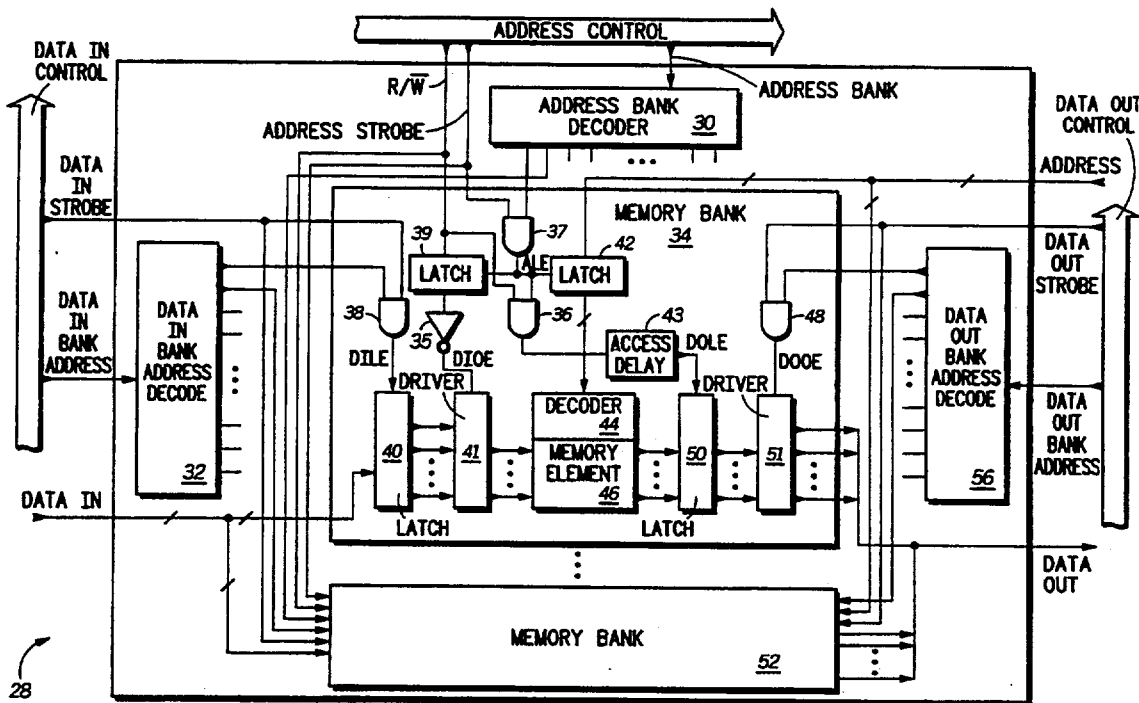 ADDRESS CONTROL
DATA IN
CONTROL
R/W̅
ADDRESS
BANK
ADDRESS BANK
DECODER 30
ADDRESS STROBE
DATA OUT
CONTROL
ADDRESS
DATA
IN
STROBE
MEMORY BANK
34
37
39
LATCH
ALE
42
LATCH
DATA
OUT
STROBE
DATA
IN
BANK
ADDRESS
DATA
IN
BANK
ADDRESS
DECODE
32
38
35
36
43
ACCESS
DELAY
48
DATA
OUT
BANK
ADDRESS
DECODE
56
DATA
OUT
BANK
ADDRESS
DILE
DIOE
DOLE
DOOE
DRIVER
DRIVER
40
41
DECODER
44
MEMORY
ELEMENT
46
50
51
DATA IN
LATCH
LATCH
DATA
OUT
MEMORY BANK
52
28